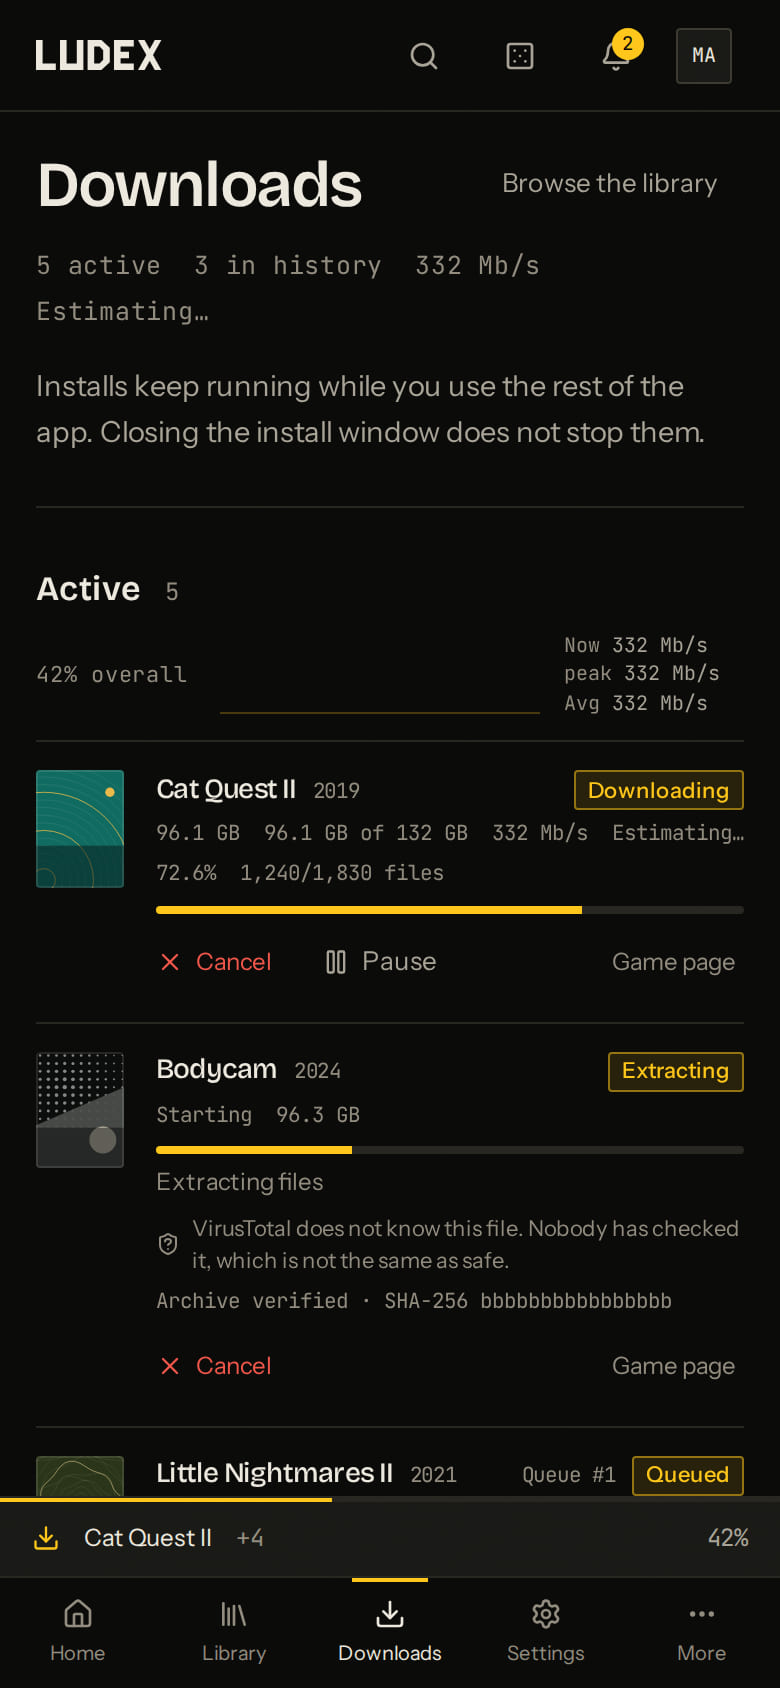 LUDEX
2
MA
Downloads
Browse the library
5 active 3 in history 332 Mb/s
Estimating…
Installs keep running while you use the rest of the
app. Closing the install window does not stop them.
Active 5
42% overall
Now 332 Mb/s
peak 332 Mb/s
Avg 332 Mb/s
Cat Quest II 2019
Downloading
96.1 GB 96.1 GB of 132 GB 332 Mb/s Estimating…
72.6% 1,240/1,830 files
Cancel
Pause
Game page
Bodycam 2024
Extracting
Starting 96.3 GB
Extracting files
VirusTotal does not know this file. Nobody has checked
it, which is not the same as safe.
Archive verified · SHA-256 bbbbbbbbbbbbbbbb
Cancel
Game page
Little Nightmares II 2021
Queue #1
Queued
Cat Quest II +4
42%
Home
Library
Downloads
Settings
More